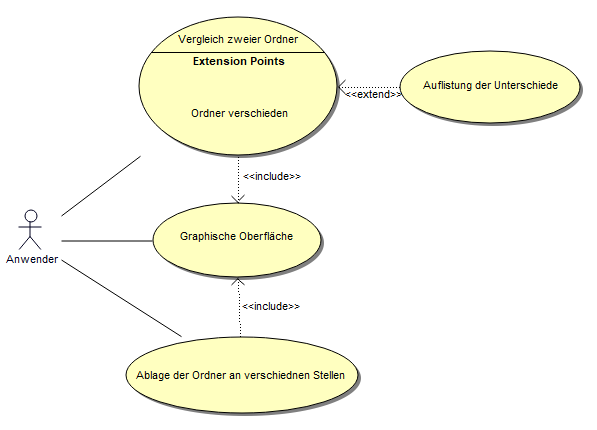 Vergleich zweier Ordner
Extension Points
Ordner verschieden
<<extend>>
Auflistung der Unterschiede
<<include>>
Graphische Oberfläche
Anwender
<<include>>
Ablage der Ordner an verschiednen Stellen